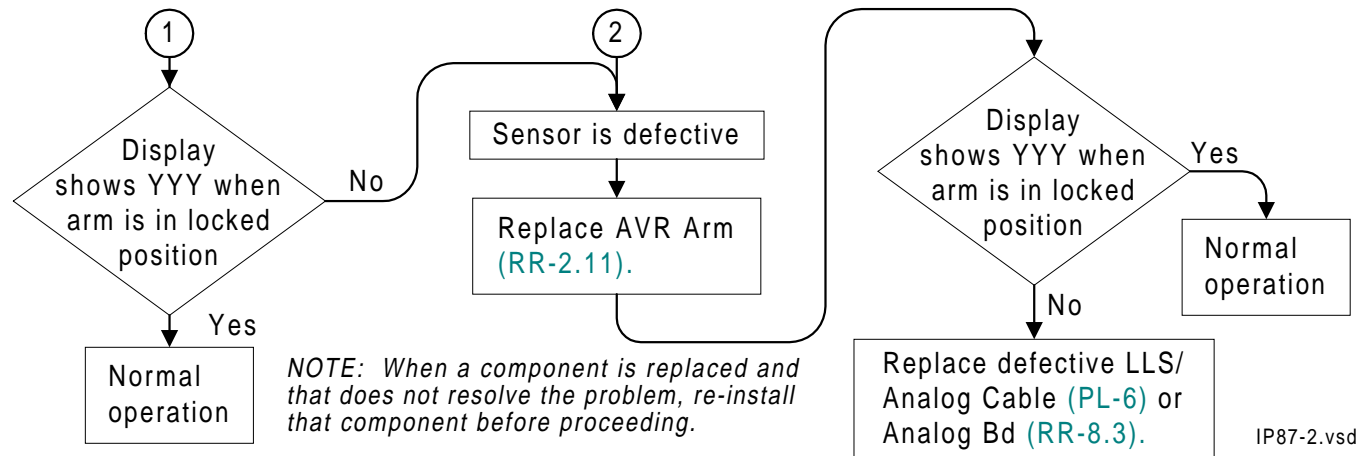 1
Display
shows YYY when
arm is in locked
position
No
Yes
Normal
operation
2
Sensor is defective
Replace AVR Arm
(RR-2.11).
NOTE: When a component is replaced and
that does not resolve the problem, re-install
that component before proceeding.
Display
shows YYY when
arm is in locked
position
Yes
Normal
operation
No
Replace defective LLS/
Analog Cable (PL-6) or
Analog Bd (RR-8.3).
IP87-2.vsd